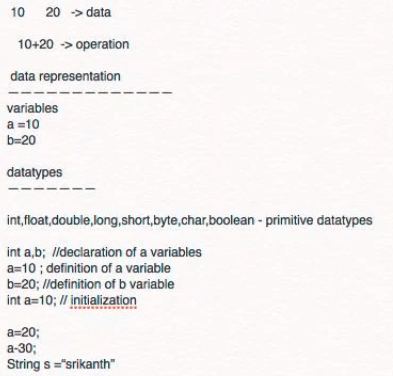 10 20 -> data
10+20 -> operation
data representation
— — — — — — — — — — — — —
variables
a =10
b=20
datatypes
— — — — — — —
int,float,double,long,short,byte,char,boolean - primitive datatypes
int a,b; //declaration of a variables
a=10 ; definition of a variable
b=20; //definition of b variable
int a=10; // initialization
a=20;
a-30;
String s =“srikanth”